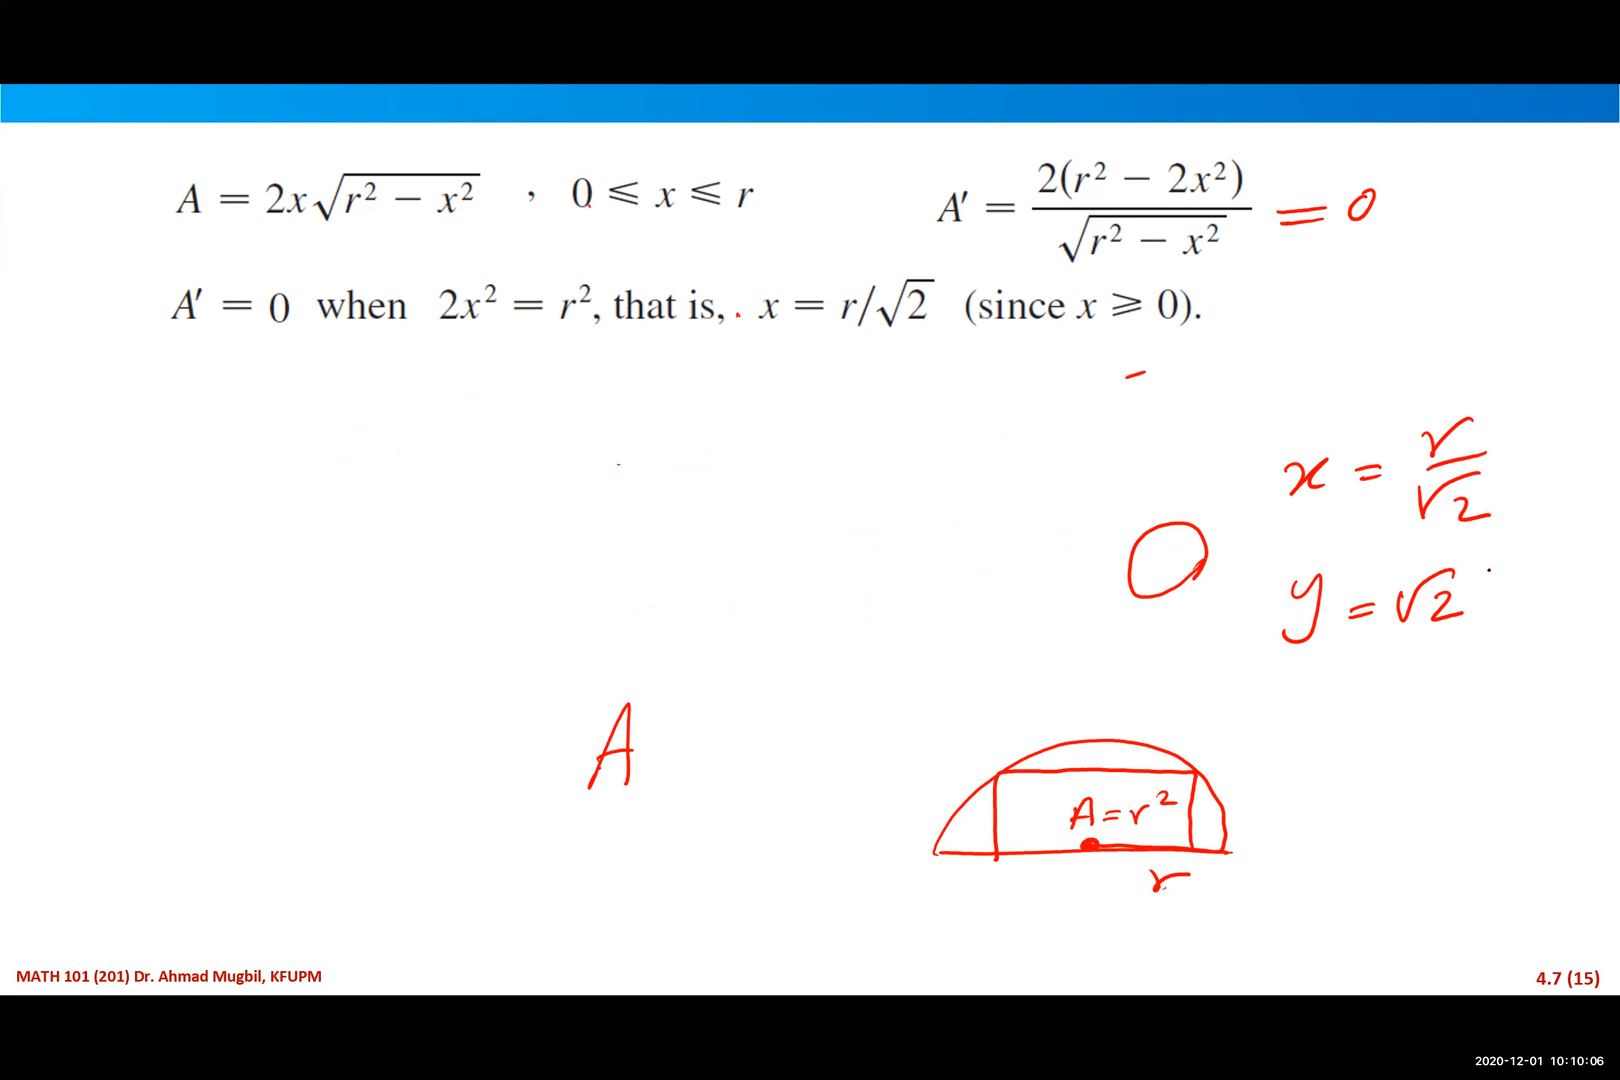 A = 2x√(r² − x²) , 0 ⩽ x ⩽ r
A′ = 2(r² − 2x²) / √(r² − x²) = 0
A′ = 0 when 2x² = r², that is, x = r/√2 (since x ⩾ 0).
x = r/√2
y = √2
A
A = r²
r
MATH 101 (201) Dr. Ahmad Mugbil, KFUPM
4.7 (15)
2020-12-01 10:10:06